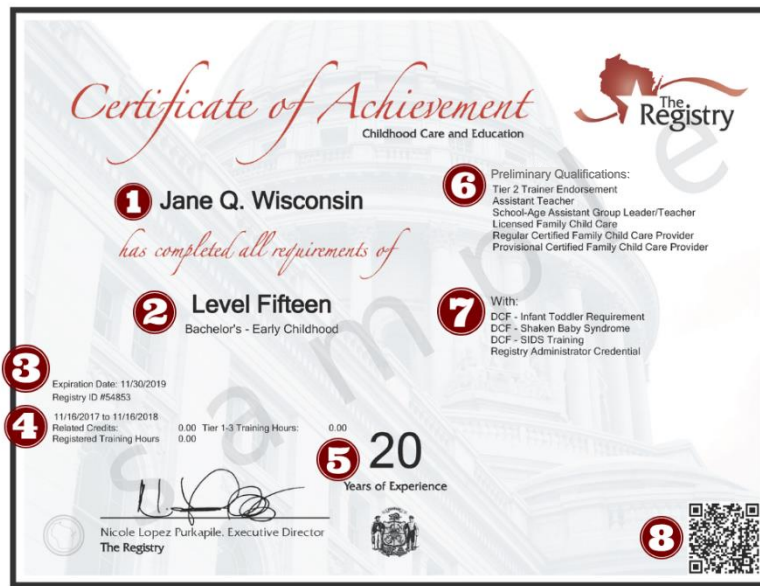 Certificate of Achievement
Childhood Care and Education
The
Registry
1 Jane Q. Wisconsin
has completed all requirements of
2 Level Fifteen
Bachelor's - Early Childhood
6 Preliminary Qualifications:
Tier 2 Trainer Endorsement
Assistant Teacher
School-Age Assistant Group Leader/Teacher
Licensed Family Child Care
Regular Certified Family Child Care Provider
Provisional Certified Family Child Care Provider
7 With:
DCF - Infant Toddler Requirement
DCF - Shaken Baby Syndrome
DCF - SIDS Training
Registry Administrator Credential
3
Expiration Date: 11/30/2019
Registry ID #54853
4 11/16/2017 to 11/16/2018
Related Credits: 0.00 Tier 1-3 Training Hours: 0.00
Registered Training Hours 0.00
5 20
Years of Experience
Nicole Lopez Purkapile. Executive Director
The Registry
8
sample